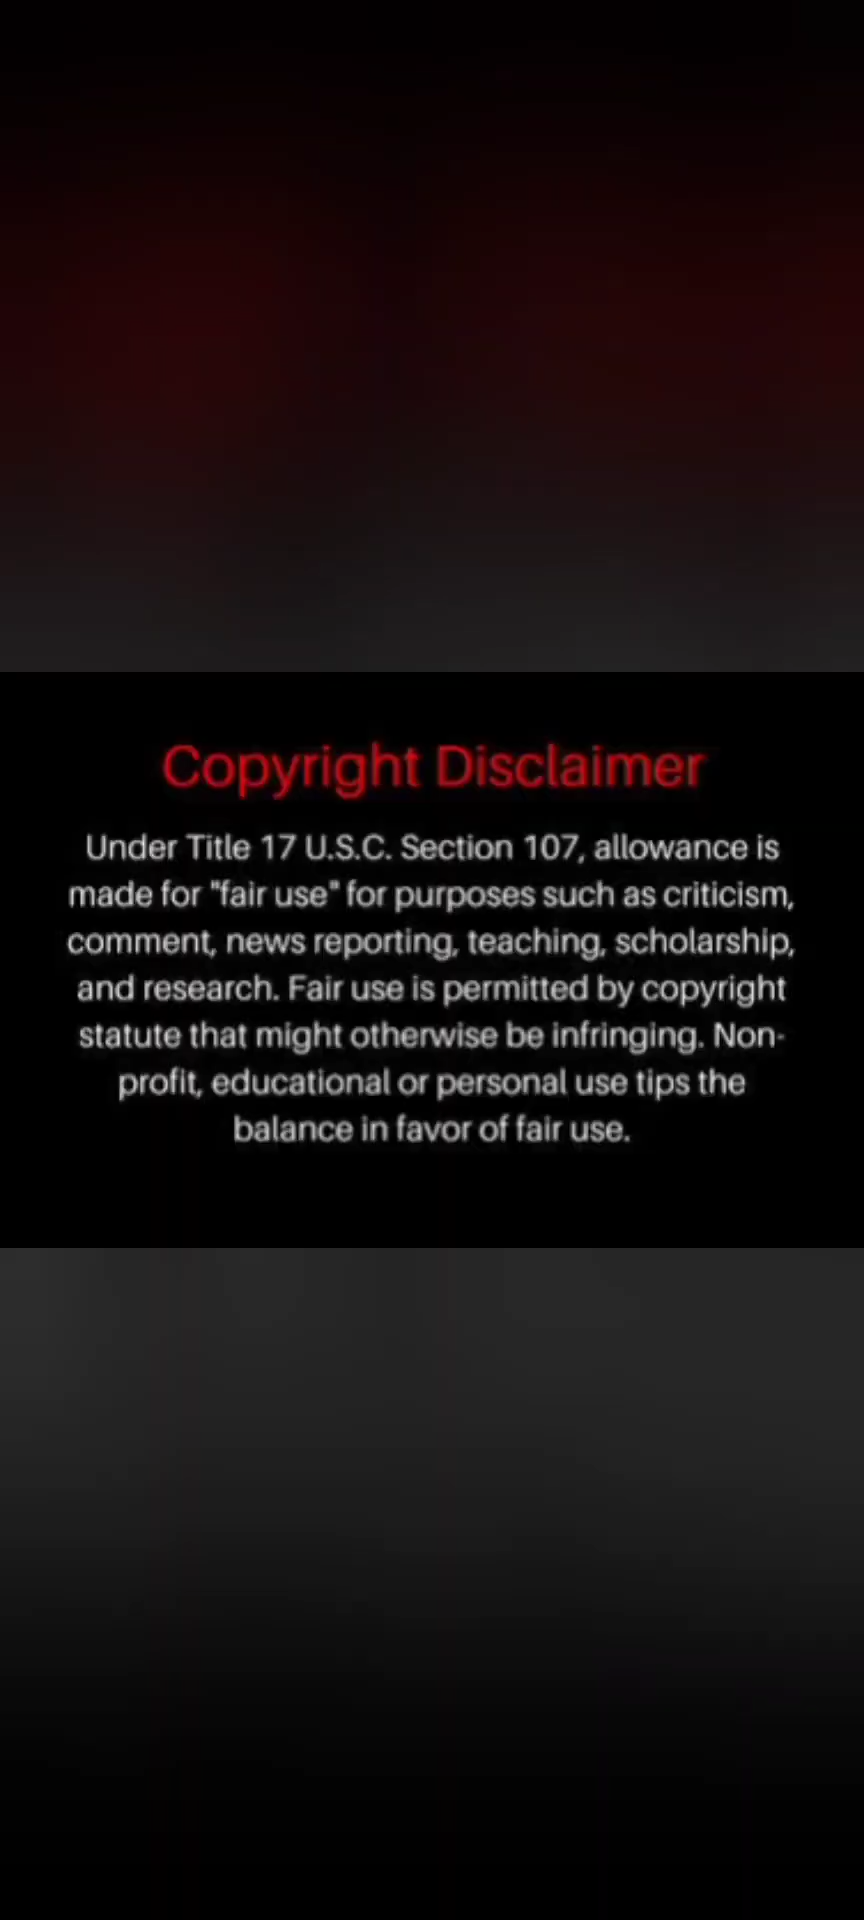 Copyright Disclaimer
Under Title 17 U.S.C. Section 107, allowance is
made for "fair use" for purposes such as criticism,
comment, news reporting, teaching, scholarship,
and research. Fair use is permitted by copyright
statute that might otherwise be infringing. Non-
profit, educational or personal use tips the
balance in favor of fair use.